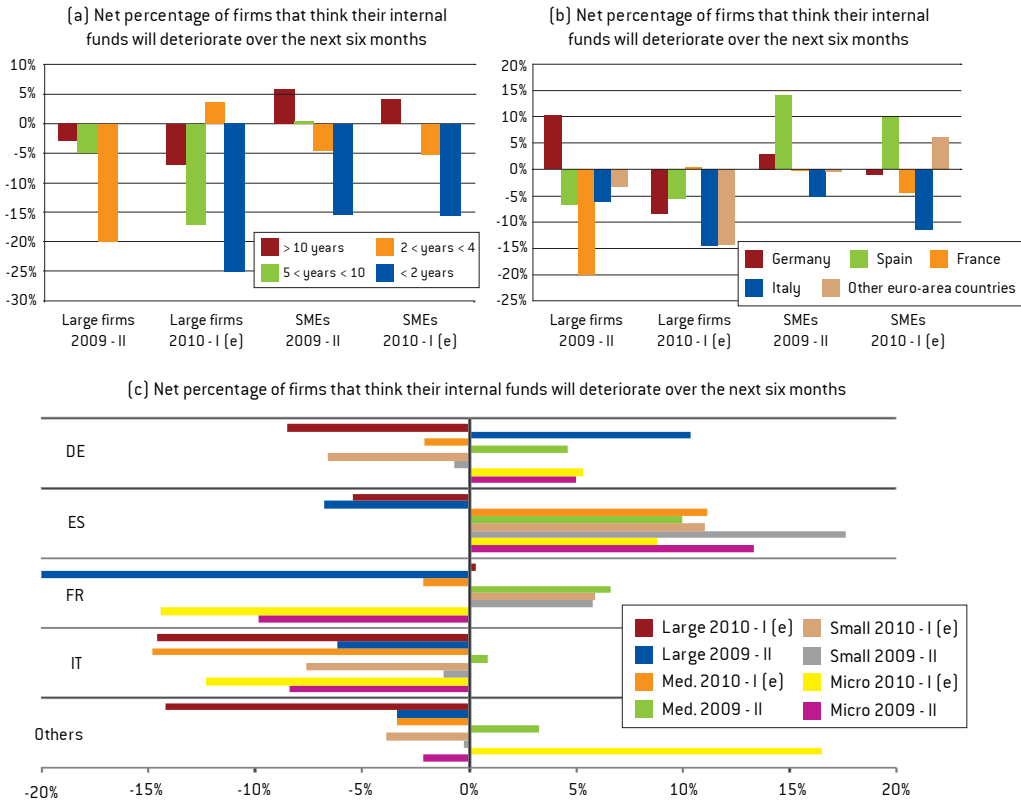 (a) Net percentage of firms that think their internal
funds will deteriorate over the next six months
10%
5%
0%
-5%
-10%
-15%
-20%
-25%
-30%
> 10 years
2 < years < 4
5 < years < 10
< 2 years
Large firms
2009 - II
Large firms
2010 - I (e)
SMEs
2009 - II
SMEs
2010 - I (e)
(b) Net percentage of firms that think their internal
funds will deteriorate over the next six months
20%
15%
10%
5%
0%
-5%
-10%
-15%
-20%
-25%
Germany
Spain
France
Italy
Other euro-area countries
Large firms
2009 - II
Large firms
2010 - I (e)
SMEs
2009 - II
SMEs
2010 - I (e)
(c) Net percentage of firms that think their internal funds will deteriorate over the next six months
DE
ES
FR
IT
Others
Large 2010 - I (e)
Large 2009 - II
Med. 2010 - I (e)
Med. 2009 - II
Small 2010 - I (e)
Small 2009 - II
Micro 2010 - I (e)
Micro 2009 - II
-20%
-15%
-10%
-5%
0%
5%
10%
15%
20%